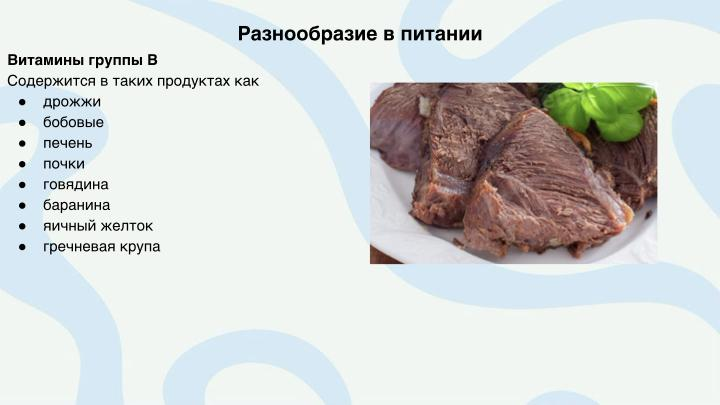 Разнообразие в питании
Витамины группы В
Содержится в таких продуктах как
● дрожжи
● бобовые
● печень
● почки
● говядина
● баранина
● яичный желток
● гречневая крупа